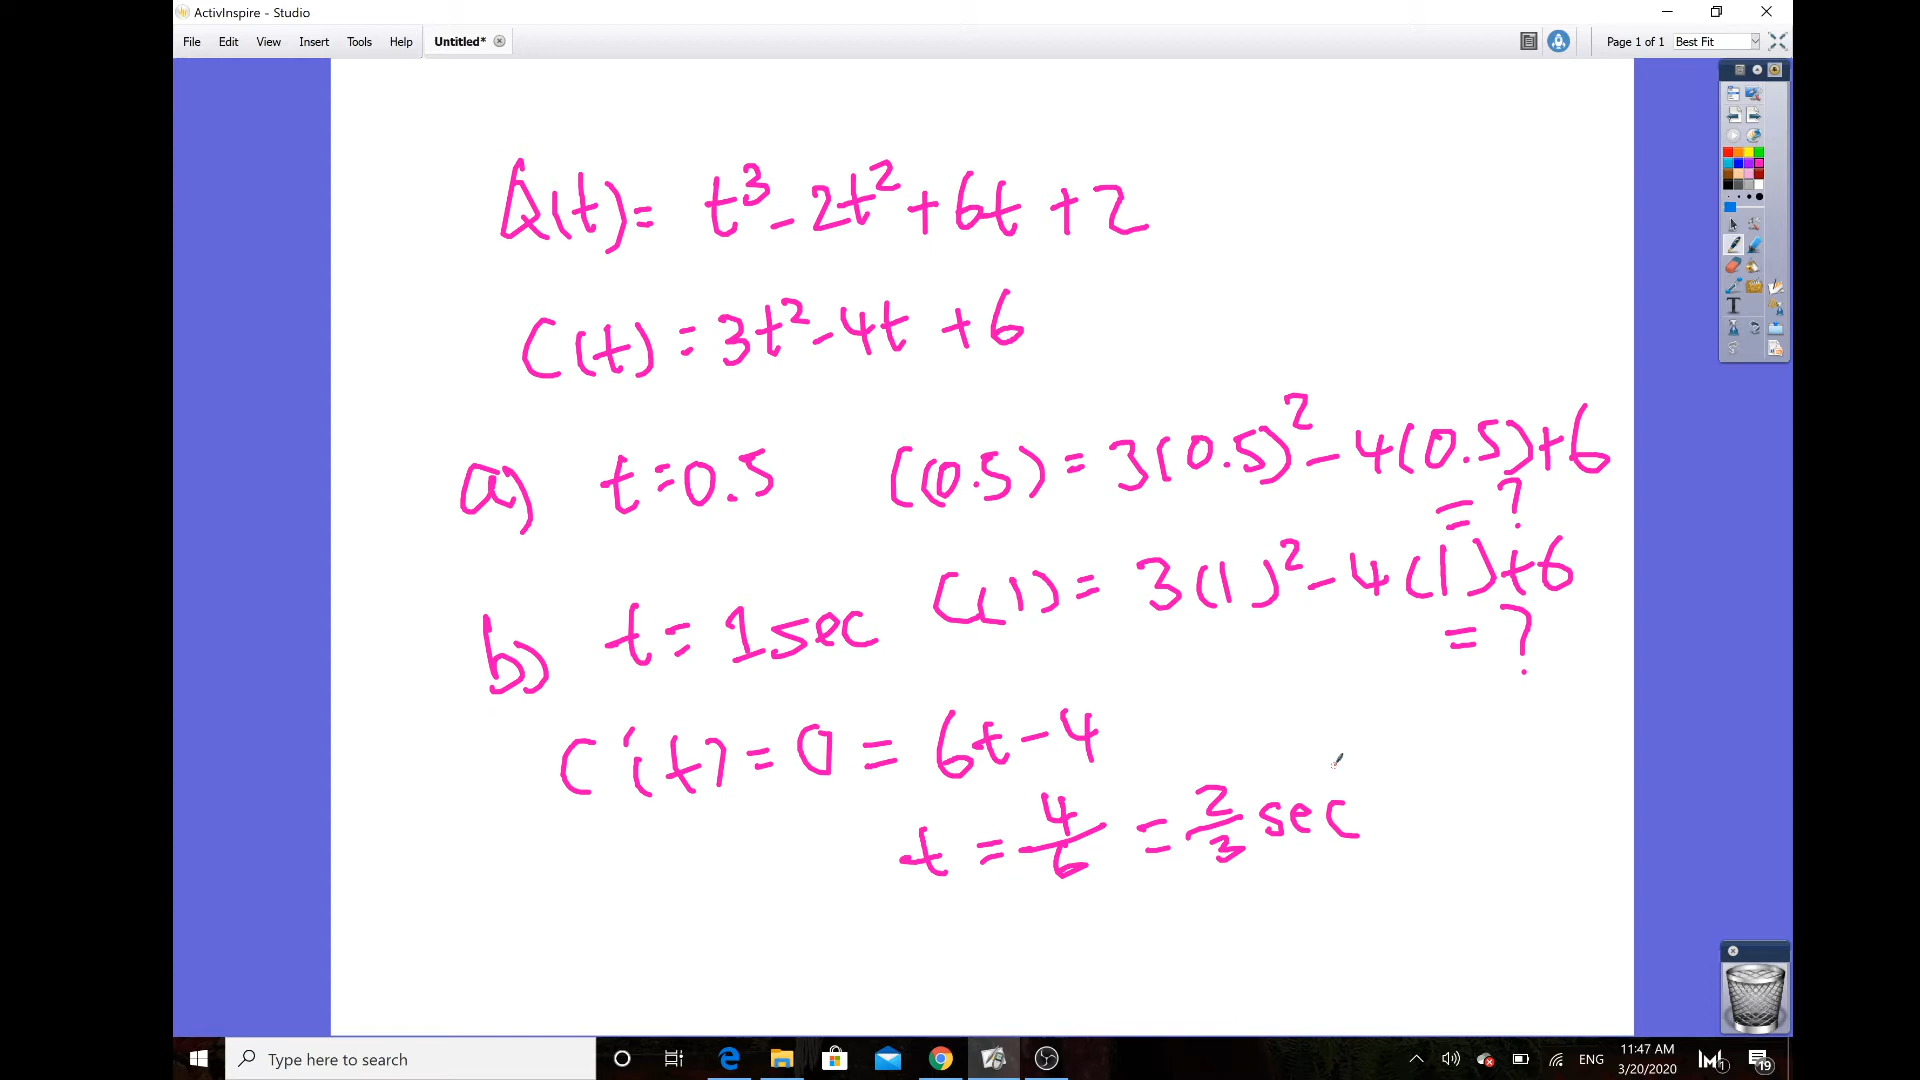 ActivInspire - Studio
File Edit View Insert Tools Help Untitled* Page 1 of 1 Best Fit
Q(t) = t³ - 2t² + 6t + 2
C(t) = 3t² - 4t + 6
a) t = 0.5 C(0.5) = 3(0.5)² - 4(0.5) + 6
= ?
b) t = 1 sec C(1) = 3(1)² - 4(1) + 6
= ?
C'(t) = 0 = 6t - 4
t = 4/6 = 2/3 sec
Type here to search
ENG 11:47 AM
3/20/2020
19